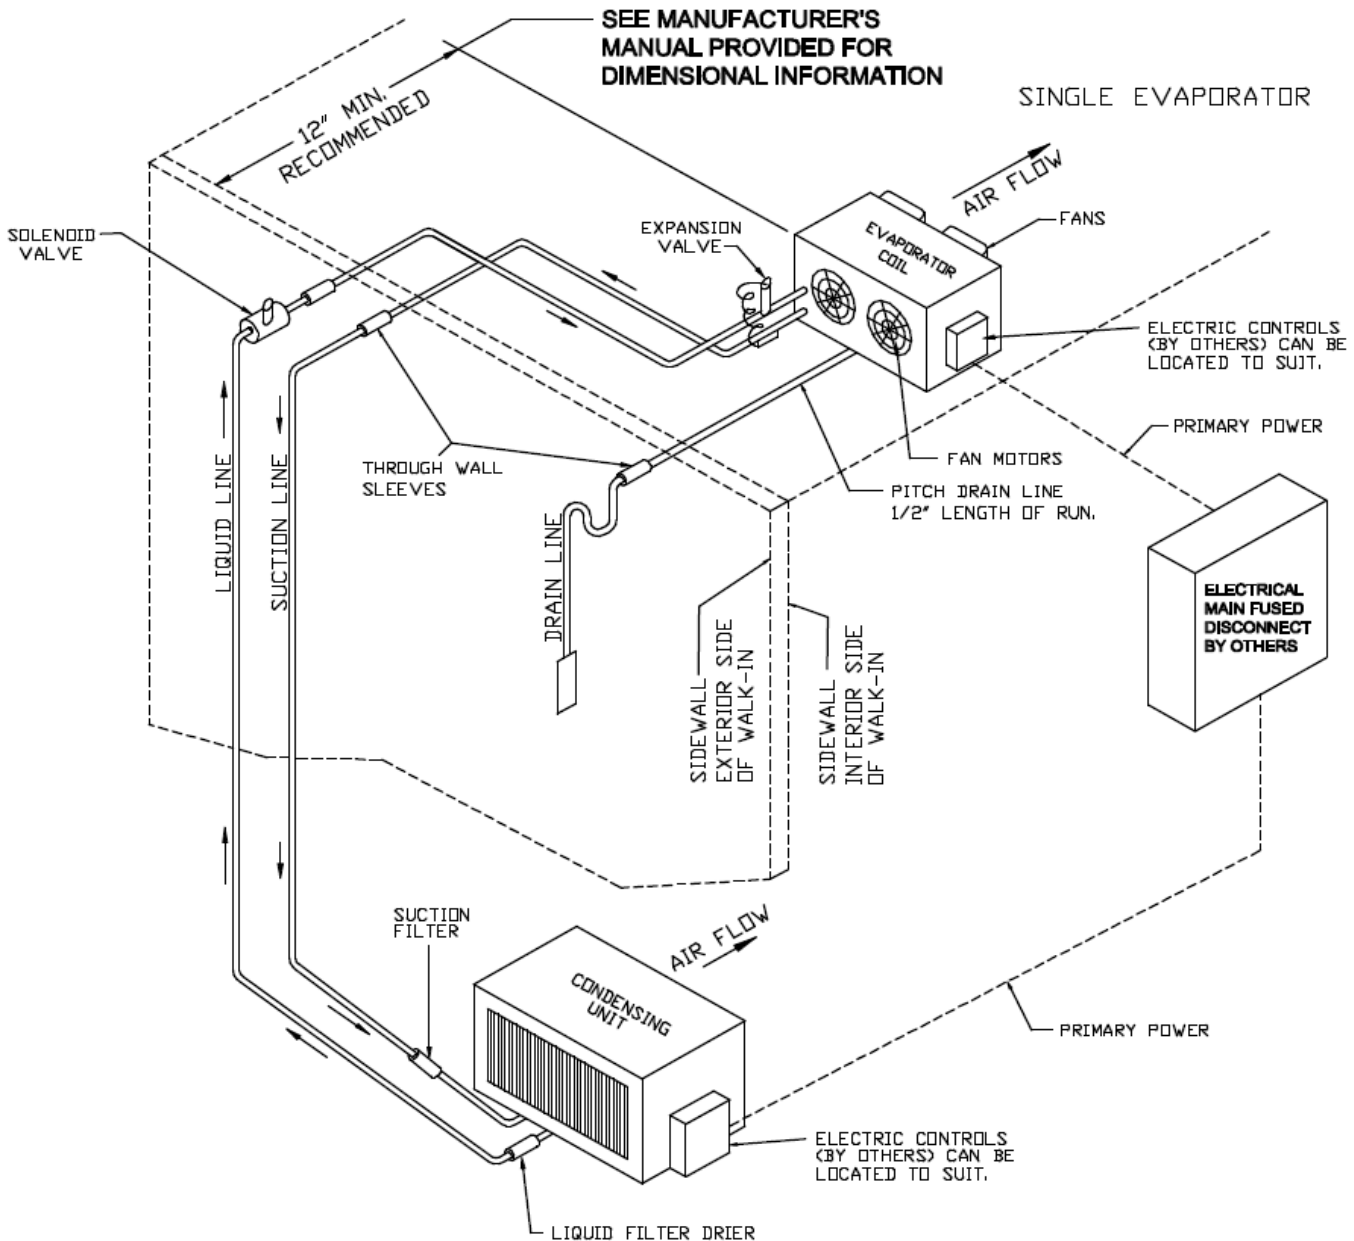 SEE MANUFACTURER'S
MANUAL PROVIDED FOR
DIMENSIONAL INFORMATION
SINGLE EVAPORATOR
12" MIN.
RECOMMENDED
AIR FLOW
FANS
SOLENOID
VALVE
EXPANSION
VALVE
EVAPORATOR
COIL
ELECTRIC CONTROLS
(BY OTHERS) CAN BE
LOCATED TO SUIT.
PRIMARY POWER
FAN MOTORS
THROUGH WALL
SLEEVES
PITCH DRAIN LINE
1/2" LENGTH OF RUN.
LIQUID LINE
SUCTION LINE
DRAIN LINE
SIDEWALL
EXTERIOR SIDE
OF WALK-IN
SIDEWALL
INTERIOR SIDE
OF WALK-IN
ELECTRICAL
MAIN FUSED
DISCONNECT
BY OTHERS
SUCTION
FILTER
AIR FLOW
CONDENSING
UNIT
PRIMARY POWER
ELECTRIC CONTROLS
(BY OTHERS) CAN BE
LOCATED TO SUIT.
LIQUID FILTER DRIER